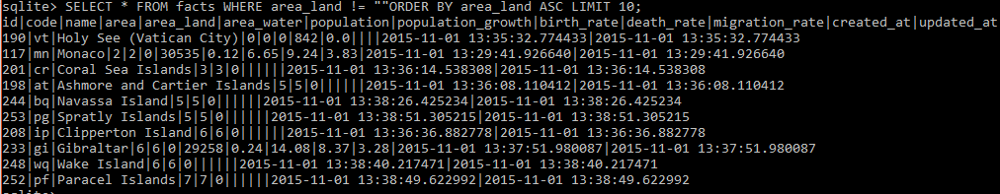 sqlite> SELECT * FROM facts WHERE area_land != ""ORDER BY area_land ASC LIMIT 10;
id|code|name|area|area_land|area_water|population|population_growth|birth_rate|death_rate|migration_rate|created_at|updated_at
190|vt|Holy See (Vatican City)|0|0|0|842|0.0||||2015-11-01 13:35:32.774433|2015-11-01 13:35:32.774433
117|mn|Monaco|2|2|0|30535|0.12|6.65|9.24|3.83|2015-11-01 13:29:41.926640|2015-11-01 13:29:41.926640
201|cr|Coral Sea Islands|3|3|0||||||2015-11-01 13:36:14.538308|2015-11-01 13:36:14.538308
198|at|Ashmore and Cartier Islands|5|5|0||||||2015-11-01 13:36:08.110412|2015-11-01 13:36:08.110412
244|bq|Navassa Island|5|5|0||||||2015-11-01 13:38:26.425234|2015-11-01 13:38:26.425234
253|pg|Spratly Islands|5|5|0||||||2015-11-01 13:38:51.305215|2015-11-01 13:38:51.305215
208|ip|Clipperton Island|6|6|0||||||2015-11-01 13:36:36.882778|2015-11-01 13:36:36.882778
233|gi|Gibraltar|6|6|0|29258|0.24|14.08|8.37|3.28|2015-11-01 13:37:51.980087|2015-11-01 13:37:51.980087
248|wq|Wake Island|6|6|0||||||2015-11-01 13:38:40.217471|2015-11-01 13:38:40.217471
252|pf|Paracel Islands|7|7|0||||||2015-11-01 13:38:49.622992|2015-11-01 13:38:49.622992